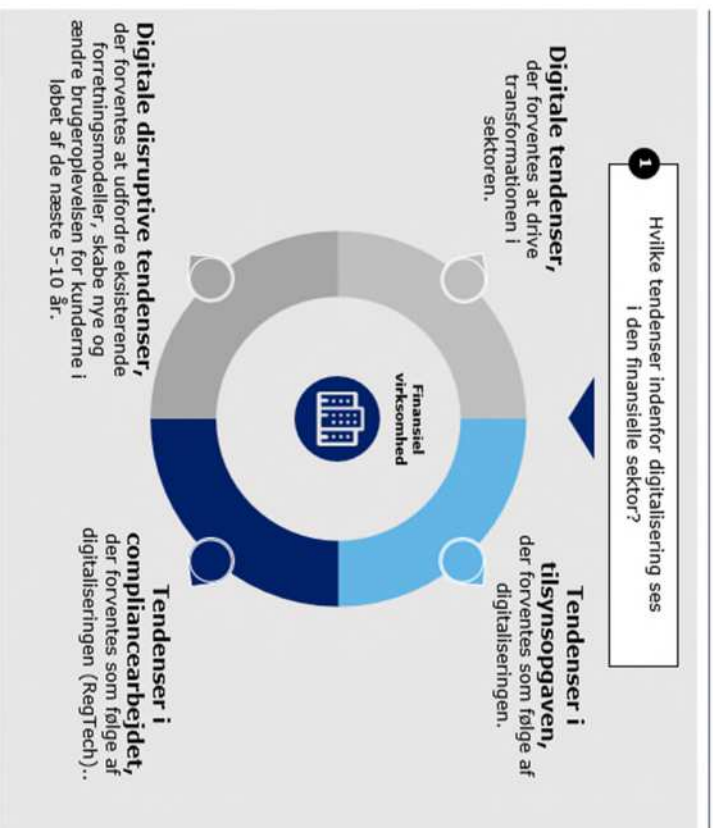 1
Hvilke tendenser indenfor digitalisering ses
i den finansielle sektor?
Digitale tendenser,
der forventes at drive
transformationen i
sektoren.
Tendenser i
tilsynsopgaven,
der forventes som følge af
digitaliseringen.
Finansiel
virksomhed
Digitale disruptive tendenser,
der forventes at udfordre eksisterende
forretningsmodeller, skabe nye og
ændre brugeroplevelsen for kunderne i
løbet af de næste 5-10 år.
Tendenser i
compliancearbejdet,
der forventes som følge af
digitaliseringen (RegTech)..